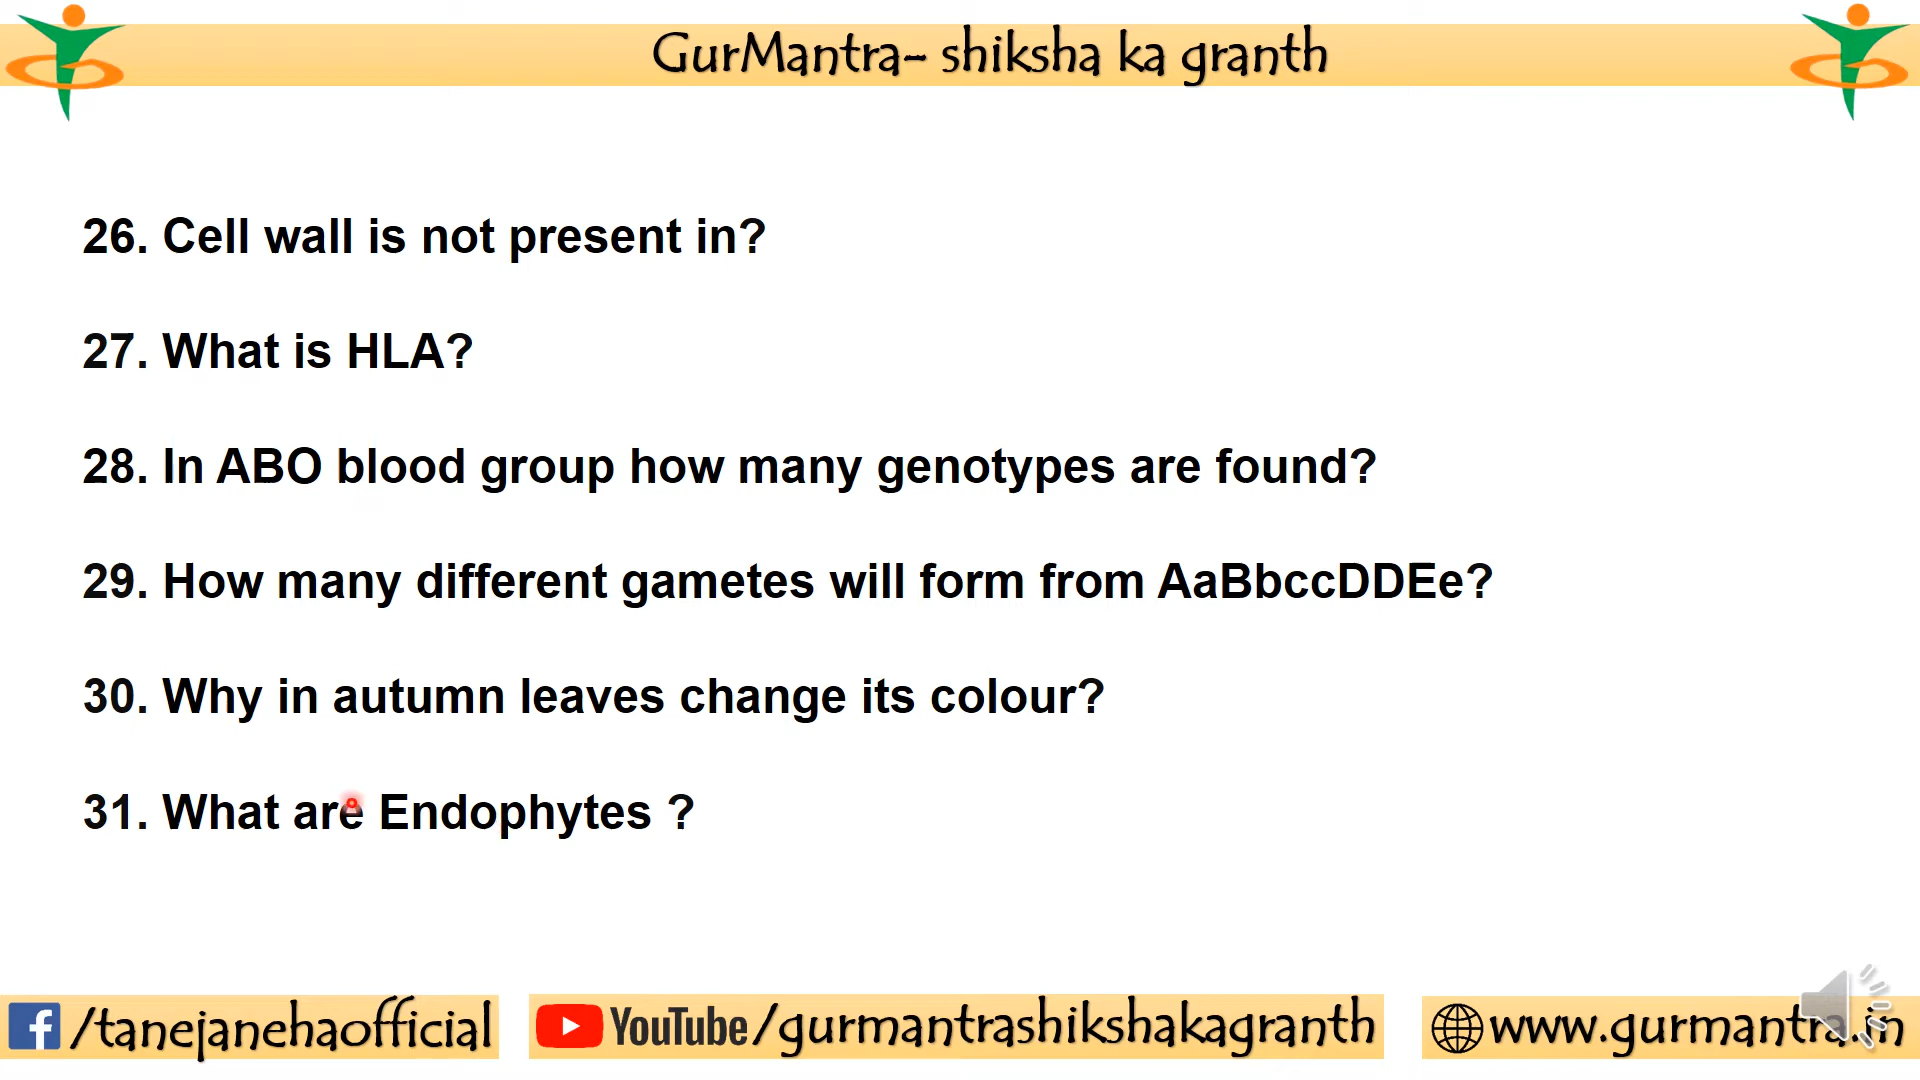 GurMantra- shiksha ka granth
26. Cell wall is not present in?
27. What is HLA?
28. In ABO blood group how many genotypes are found?
29. How many different gametes will form from AaBbccDDEe?
30. Why in autumn leaves change its colour?
31. What are Endophytes ?
/tanejanehaofficial
YouTube/gurmantrashikshakagranth
www.gurmantra.in